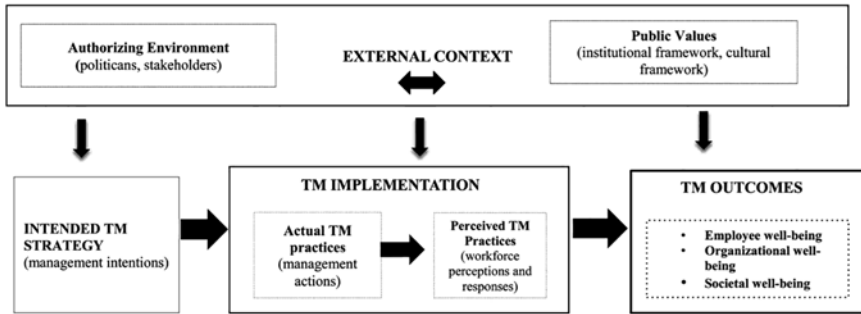 Authorizing Environment
(politicans, stakeholders)
EXTERNAL CONTEXT
Public Values
(institutional framework, cultural
framework)
INTENDED TM
STRATEGY
(management intentions)
TM IMPLEMENTATION
Actual TM
practices
(management
actions)
Perceived TM
Practices
(workforce
perceptions and
responses)
TM OUTCOMES
• Employee well-being
• Organizational well-
being
• Societal well-being